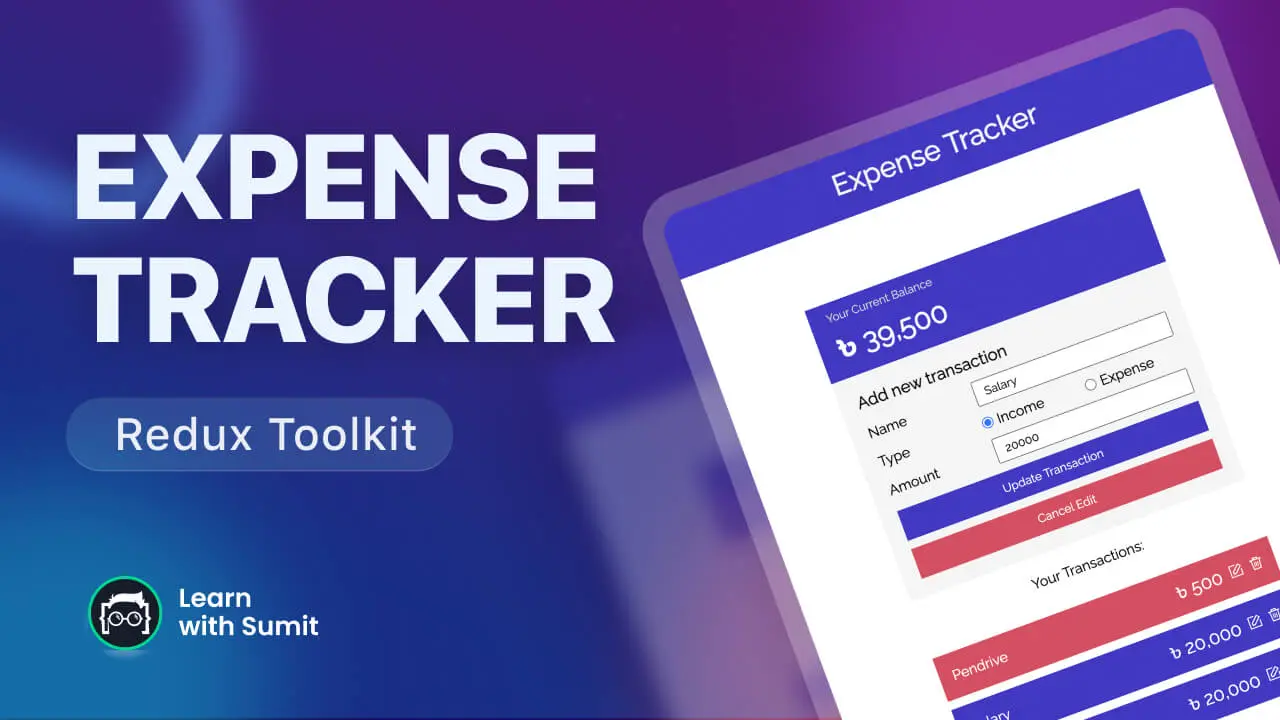 EXPENSE
TRACKER
Redux Toolkit
Learn
with Sumit
Expense Tracker
Your Current Balance
৳ 39,500
Add new transaction
Name
Salary
Type
Income
Expense
Amount
20000
Update Transaction
Cancel Edit
Your Transactions:
Pendrive
৳ 500
৳ 20,000
৳ 20,000